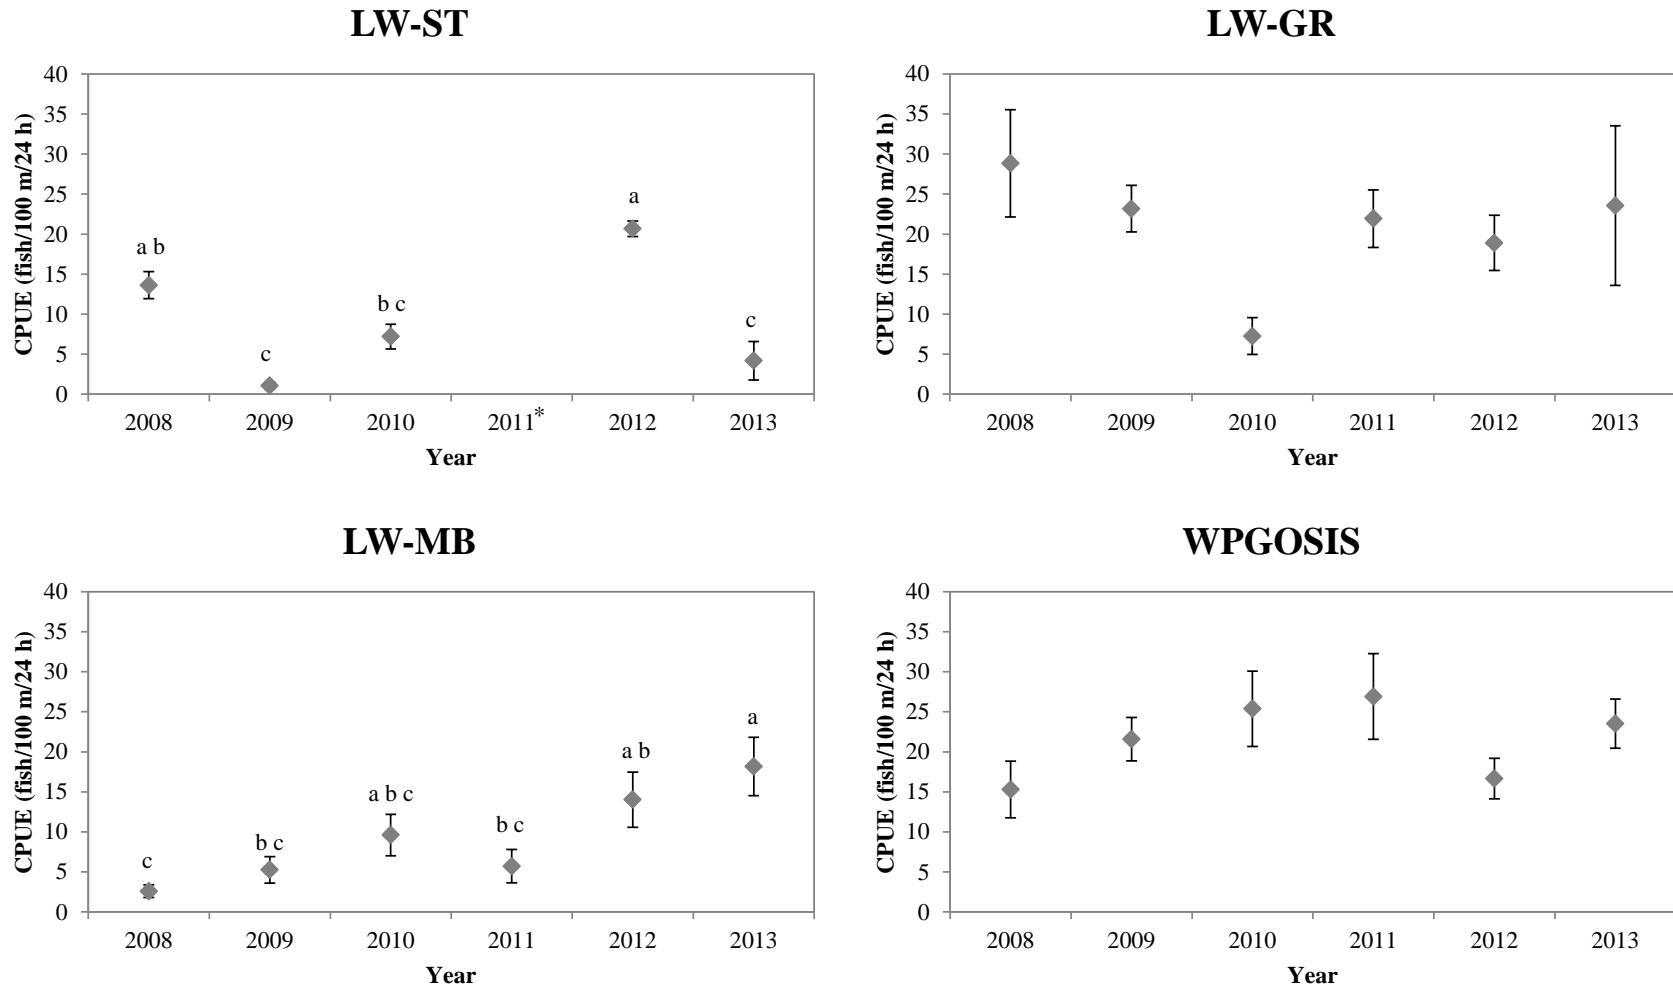 LW-ST
40
35
30
25
20
15
10
5
0
CPUE (fish/100 m/24 h)
a b
c
b c
a
c
2008 2009 2010 2011* 2012 2013
Year
LW-GR
40
35
30
25
20
15
10
5
0
CPUE (fish/100 m/24 h)
2008 2009 2010 2011 2012 2013
Year
LW-MB
40
35
30
25
20
15
10
5
0
CPUE (fish/100 m/24 h)
c
b c
a b c
b c
a b
a
2008 2009 2010 2011 2012 2013
Year
WPGOSIS
40
35
30
25
20
15
10
5
0
CPUE (fish/100 m/24 h)
2008 2009 2010 2011 2012 2013
Year